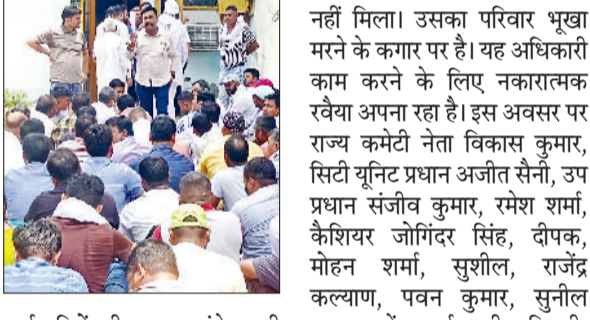 नहीं मिला। उसका परिवार भूखा
मरने के कगार पर है। यह अधिकारी
काम करने के लिए नकारात्मक
रवैया अपना रहा है। इस अवसर पर
राज्य कमेटी नेता विकास कुमार,
सिटी यूनिट प्रधान अजीत सैनी, उप
प्रधान संजीव कुमार, रमेश शर्मा,
कैशियर जोगिंदर सिंह, दीपक,
मोहन शर्मा, सुशील, राजेंद्र
कल्याण, पवन कुमार, सुनील